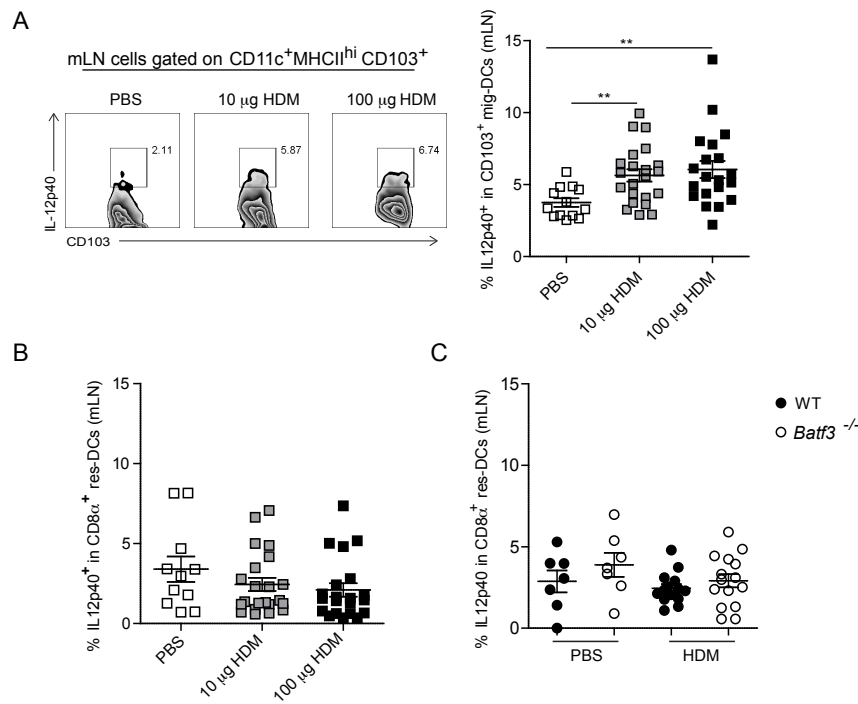 A
mLN cells gated on CD11c+MHCIIhi CD103+
PBS
10 μg HDM
100 μg HDM
2.11
5.87
6.74
IL-12p40
CD103
% IL12p40+ in CD103+ mig-DCs (mLN)
15
10
5
0
**
**
PBS
10 μg HDM
100 μg HDM
B
% IL12p40+ in CD8α+ res-DCs (mLN)
15
10
5
0
PBS
10 μg HDM
100 μg HDM
C
% IL12p40 in CD8α+ res-DCs (mLN)
15
10
5
0
PBS
HDM
WT
Batf3 -/-